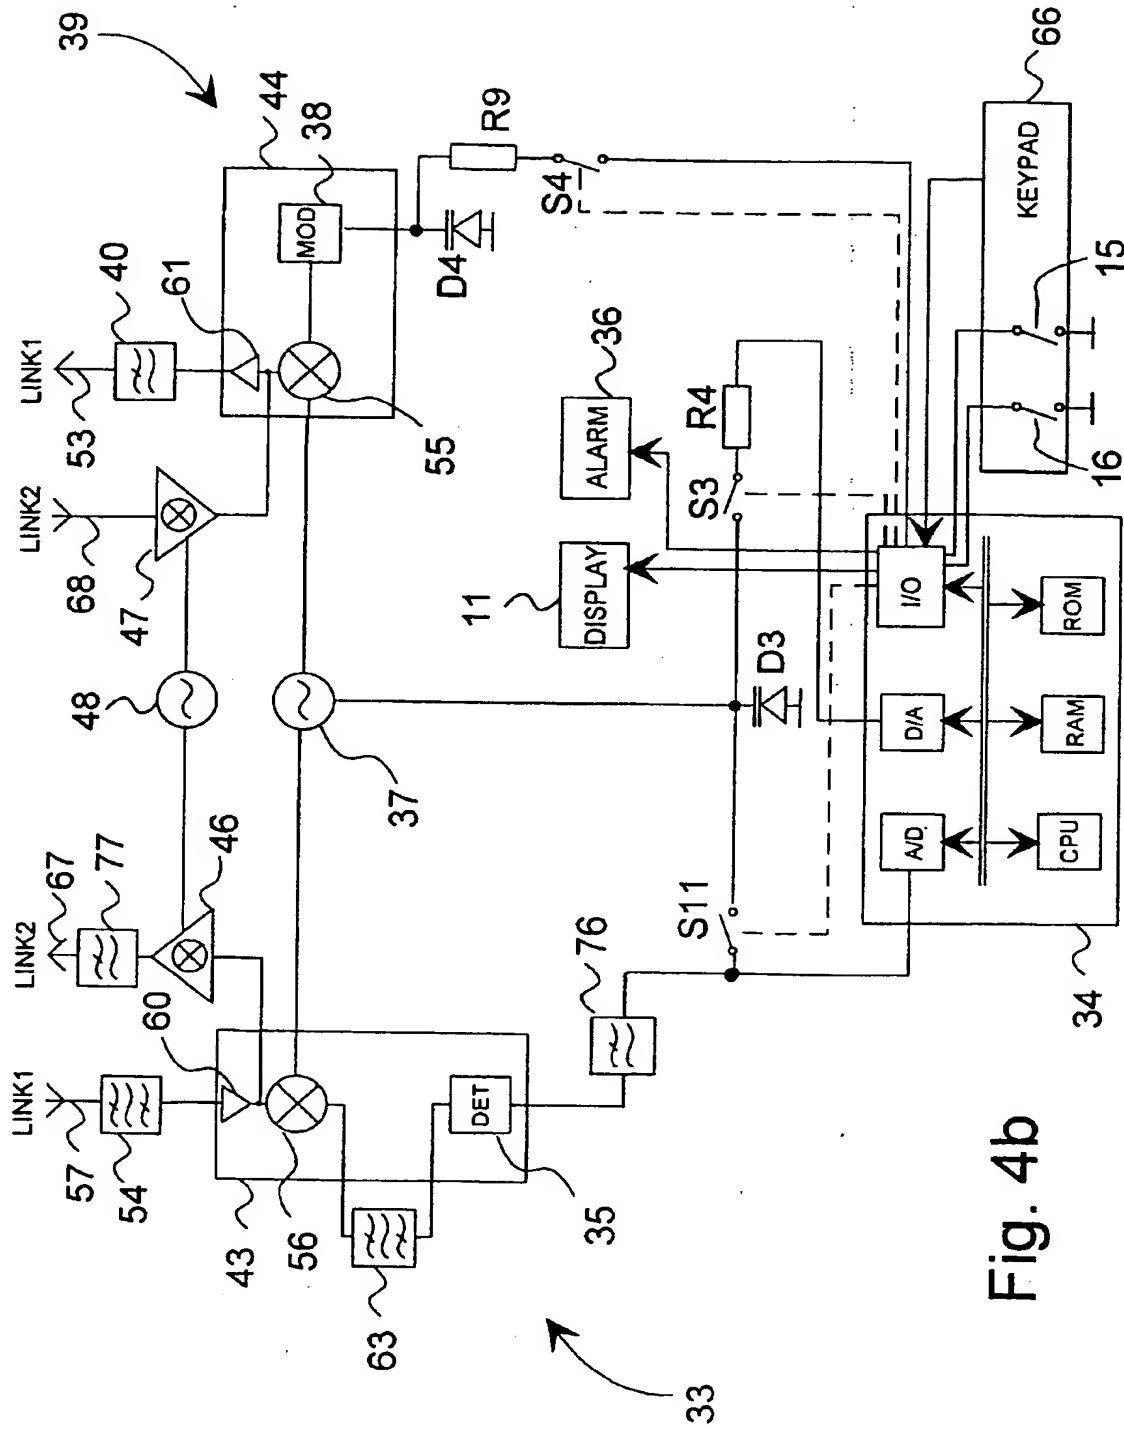 39
44
38
R9
S4
D4
40
61
LINK1
53
55
LINK2
68
47
48
37
LINK2
67
77
46
60
LINK1
57
54
43
56
63
35
33
MOD
DET
66
KEYPAD
15
16
36
ALARM
R4
S3
11
DISPLAY
D3
S11
76
34
I/O
D/A
A/D
ROM
RAM
CPU
Fig. 4b